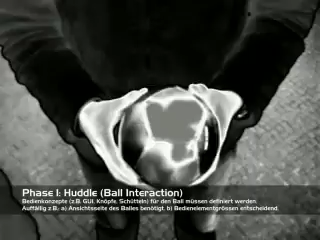 Phase I: Huddle (Ball Interaction)
Bedienkonzepte (z.B. GUI, Knöpfe, Schütteln) für den Ball müssen definiert werden.
Auffällig z.B.: a) Ansichtsseite des Balles benötigt, b) Bedienelementgrössen entscheidend.